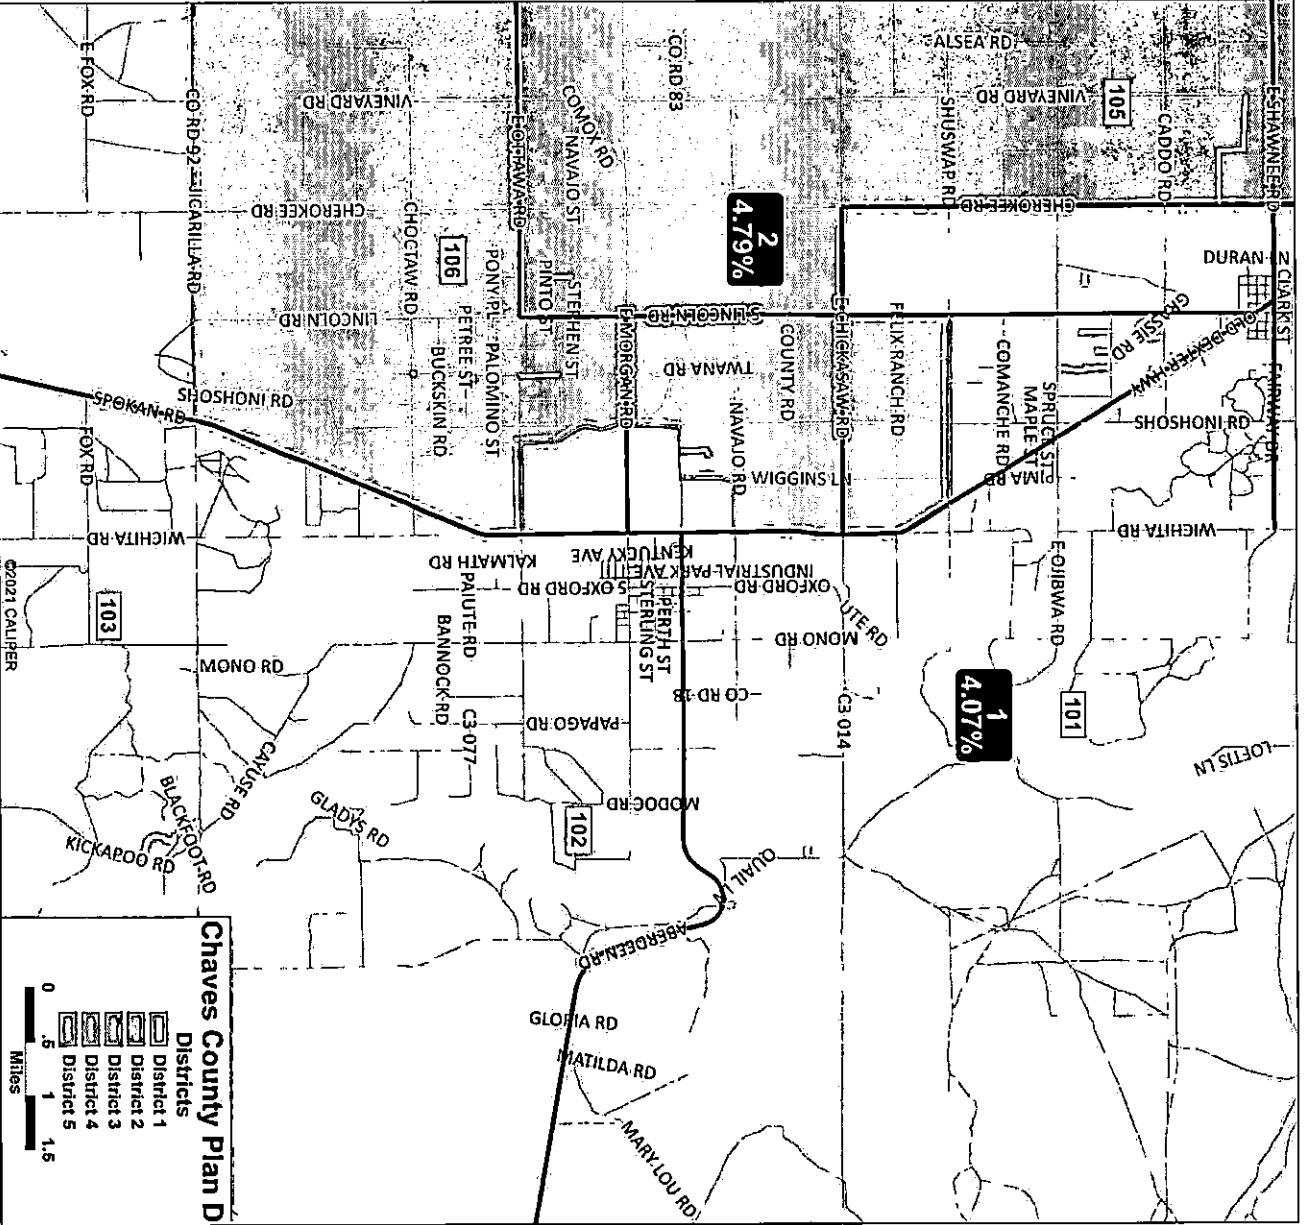 Chaves County Plan D
Districts
District 1
District 2
District 3
District 4
District 5
0 .5 1 1.5
Miles
©2021 CALIPER
1
4.07%
2
4.79%
101
102
103
105
106
E SHAWNEE RD
CLARK ST
DURAN LN
FAIRWAY DR
OLD DEXTER HWY
GRASSIE RD
CADDO RD
ALSEA RD
VINEYARD RD
SHUSWAP RD
CHEROKEE RD
SHOSHONI RD
WICHITA RD
PIMA RD
SPRUCE ST
MAPLE ST
COMANCHE RD
E OJIBWA RD
LOFTIS LN
FELIX RANCH RD
E CHICKASAW RD
C3 014
UTE RD
MONO RD
COUNTY RD
TWANA RD
NAVAJO RD
WIGGINS LN
S LINCOLN RD
CO RD 83
COMOX RD
NAVAJO ST
STEPHEN ST
PINTO ST
E OTTAWA RD
E MORGAN RD
OXFORD RD
INDUSTRIAL PARK AVE
KENTUCKY AVE
S OXFORD RD
PERTH ST
STERLING ST
CO RD 18
PAPAGO RD
MODOC RD
QUAIL LN
ABERDEEN RD
GLORIA RD
MATILDA RD
MARY LOU RD
KALMATH RD
PAIUTE RD
BANNOCK RD
C3 077
VINEYARD RD
CHEROKEE RD
CHOCTAW RD
LINCOLN RD
PONY PL
PALOMINO ST
PETREE ST
BUCKSKIN RD
E FOX RD
CO RD 92
JICARILLA RD
SHOSHONI RD
SPOKAN RD
FOX RD
WICHITA RD
MONO RD
CAYUSE RD
BLACKFOOT RD
KICKAPOO RD
GLADYS RD